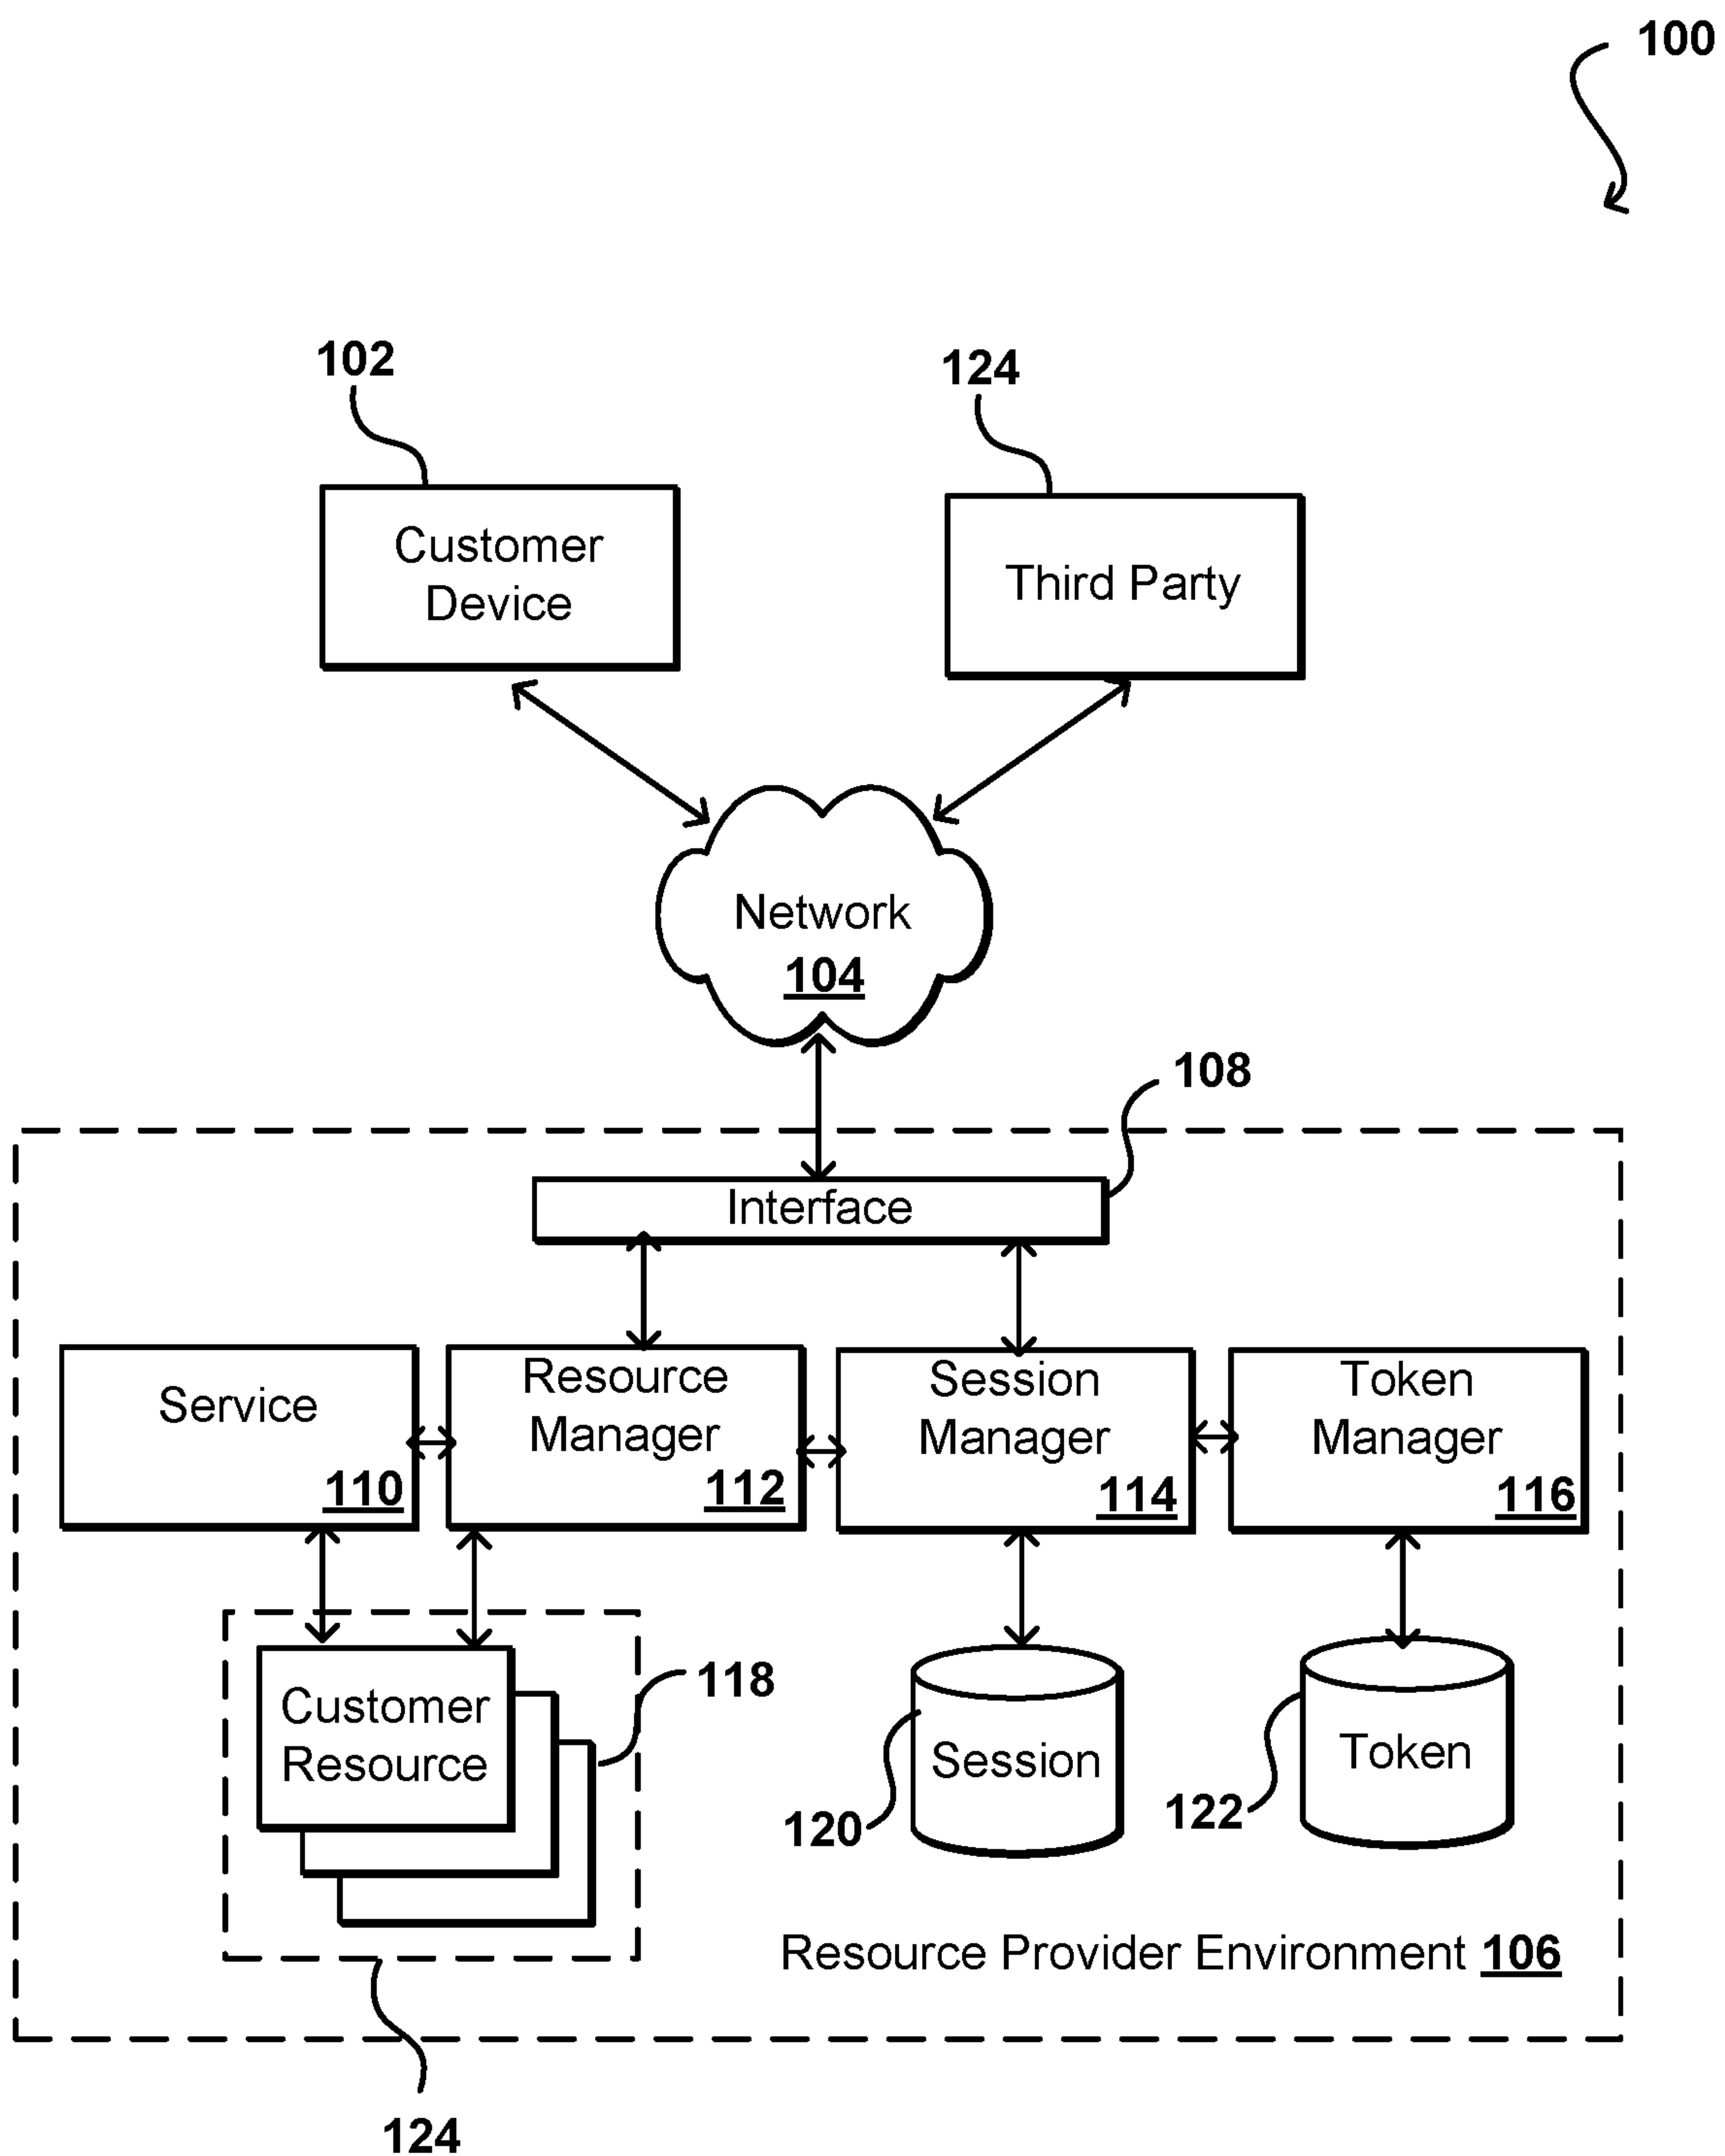 100
102
124
Customer
Device
Third Party
Network
104
108
Interface
Service
110
Resource
Manager
112
Session
Manager
114
Token
Manager
116
Customer
Resource
118
Session
120
Token
122
Resource Provider Environment 106
124